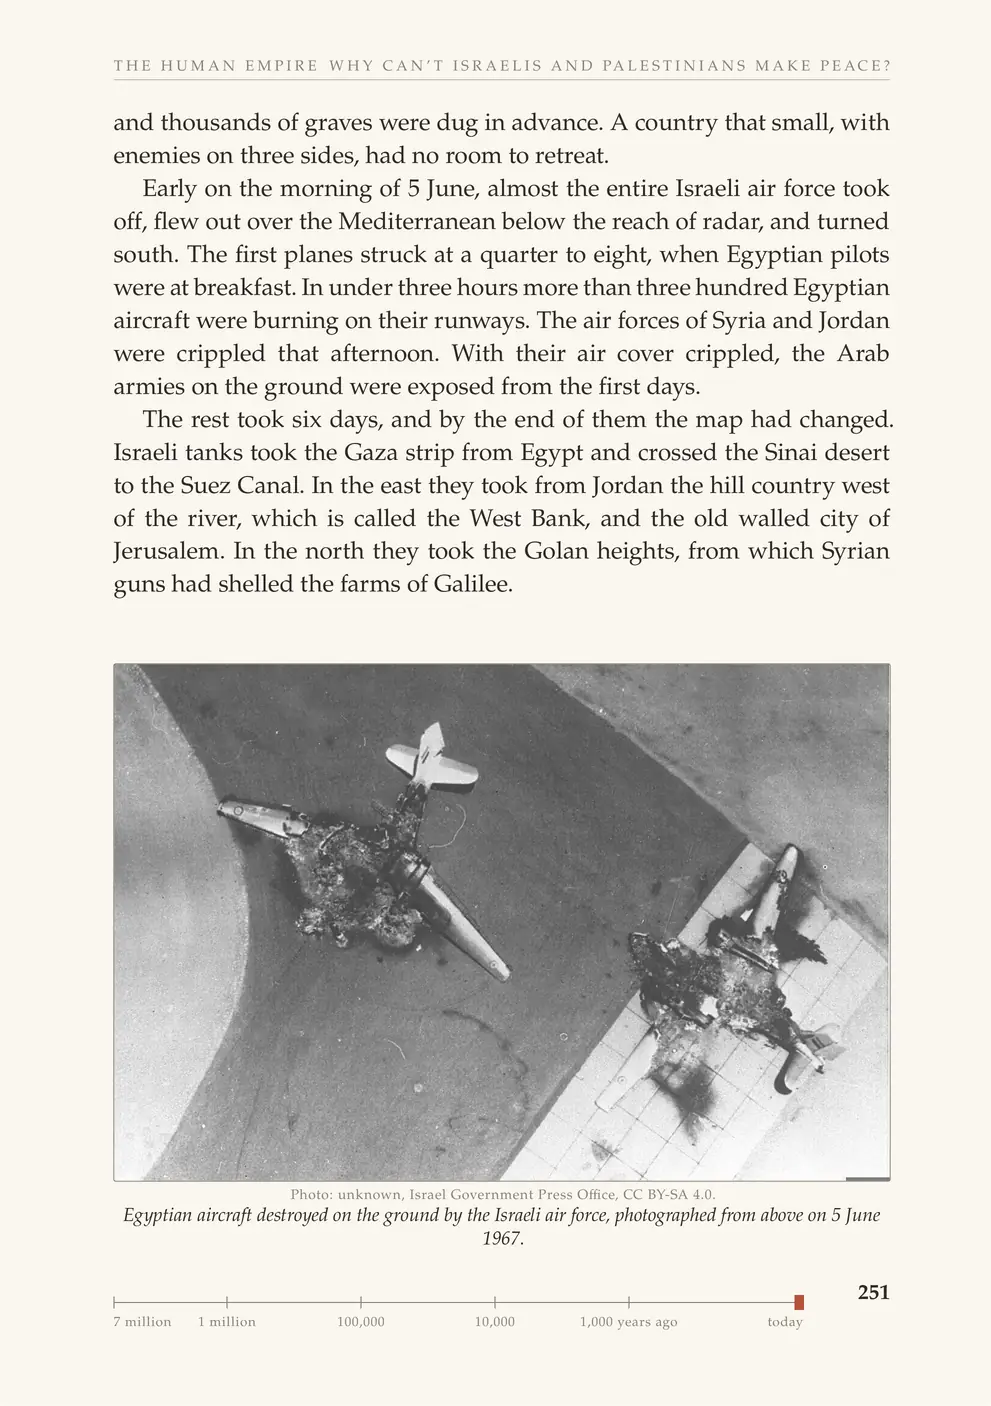 THE HUMAN EMPIRE WHY CAN'T ISRAELIS AND PALESTINIANS MAKE PEACE?
and thousands of graves were dug in advance. A country that small, with
enemies on three sides, had no room to retreat.
Early on the morning of 5 June, almost the entire Israeli air force took
off, flew out over the Mediterranean below the reach of radar, and turned
south. The first planes struck at a quarter to eight, when Egyptian pilots
were at breakfast. In under three hours more than three hundred Egyptian
aircraft were burning on their runways. The air forces of Syria and Jordan
were crippled that afternoon. With their air cover crippled, the Arab
armies on the ground were exposed from the first days.
The rest took six days, and by the end of them the map had changed.
Israeli tanks took the Gaza strip from Egypt and crossed the Sinai desert
to the Suez Canal. In the east they took from Jordan the hill country west
of the river, which is called the West Bank, and the old walled city of
Jerusalem. In the north they took the Golan heights, from which Syrian
guns had shelled the farms of Galilee.
Photo: unknown, Israel Government Press Office, CC BY-SA 4.0.
Egyptian aircraft destroyed on the ground by the Israeli air force, photographed from above on 5 June
1967.
251
7 million 1 million 100,000 10,000 1,000 years ago today